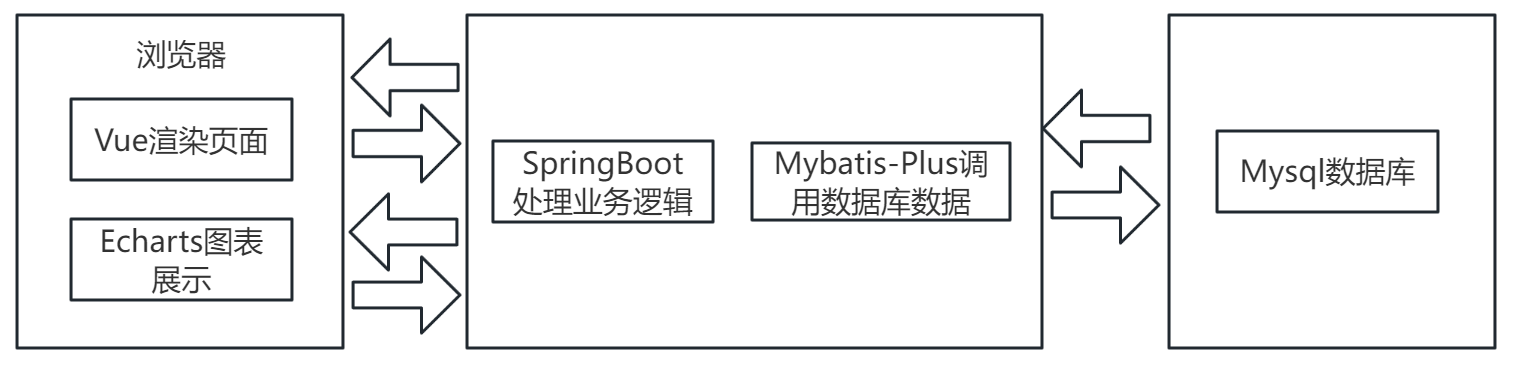 浏览器
Vue渲染页面
Echarts图表
展示
SpringBoot
处理业务逻辑
Mybatis-Plus调
用数据库数据
Mysql数据库